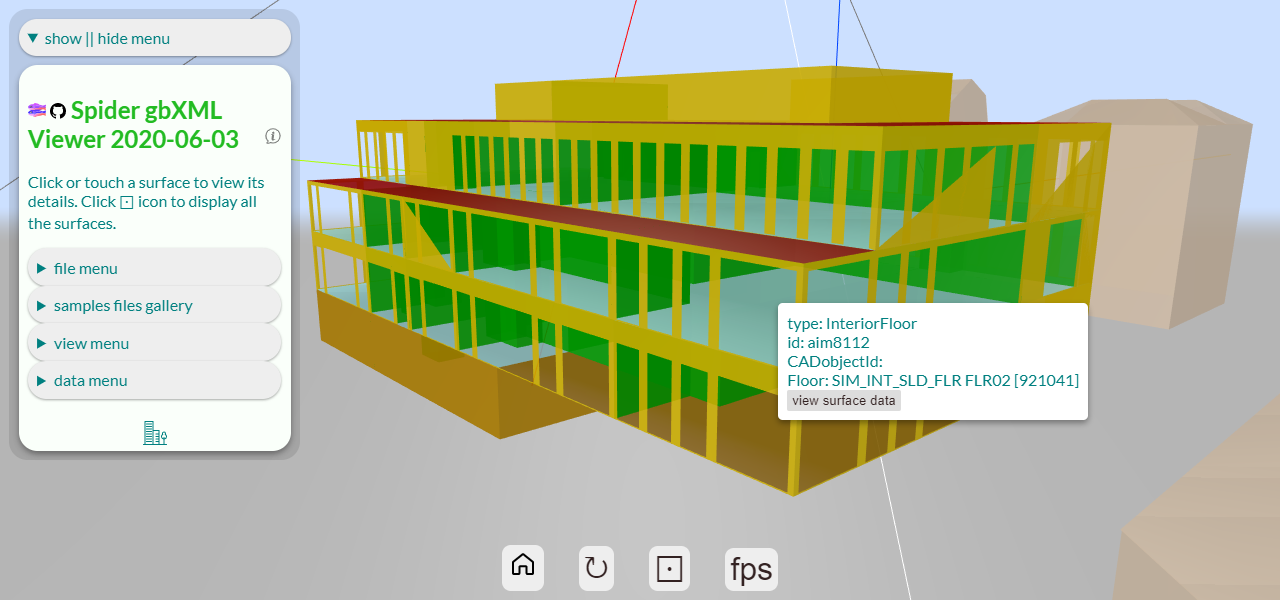 ▼ show || hide menu
Spider gbXML
Viewer 2020-06-03
Click or touch a surface to view its
details. Click ⊡ icon to display all
the surfaces.
▶ file menu
▶ samples files gallery
▶ view menu
▶ data menu
type: InteriorFloor
id: aim8112
CADobjectId:
Floor: SIM_INT_SLD_FLR FLR02 [921041]
view surface data
fps